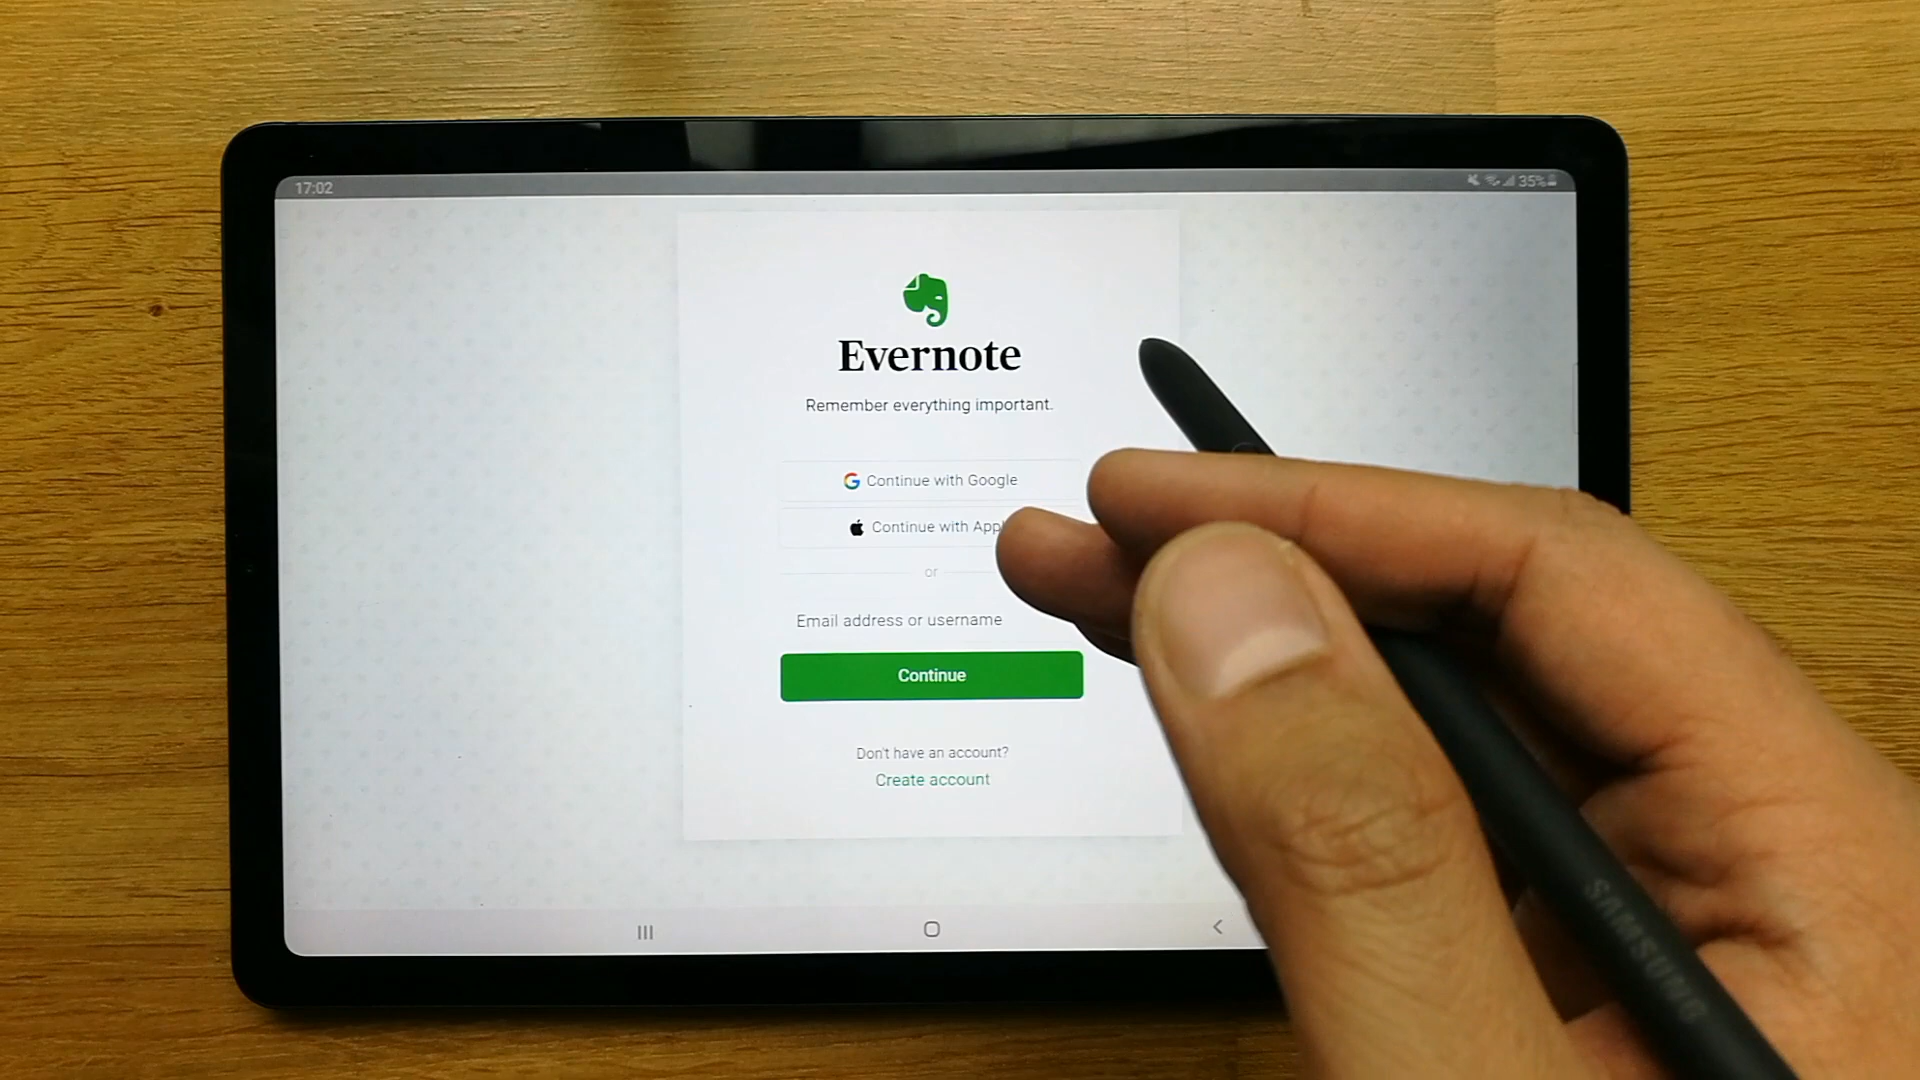 17:02
35%
Evernote
Remember everything important.
Continue with Google
Continue with App
or
Email address or username
Continue
Don't have an account?
Create account
SAMSUNG